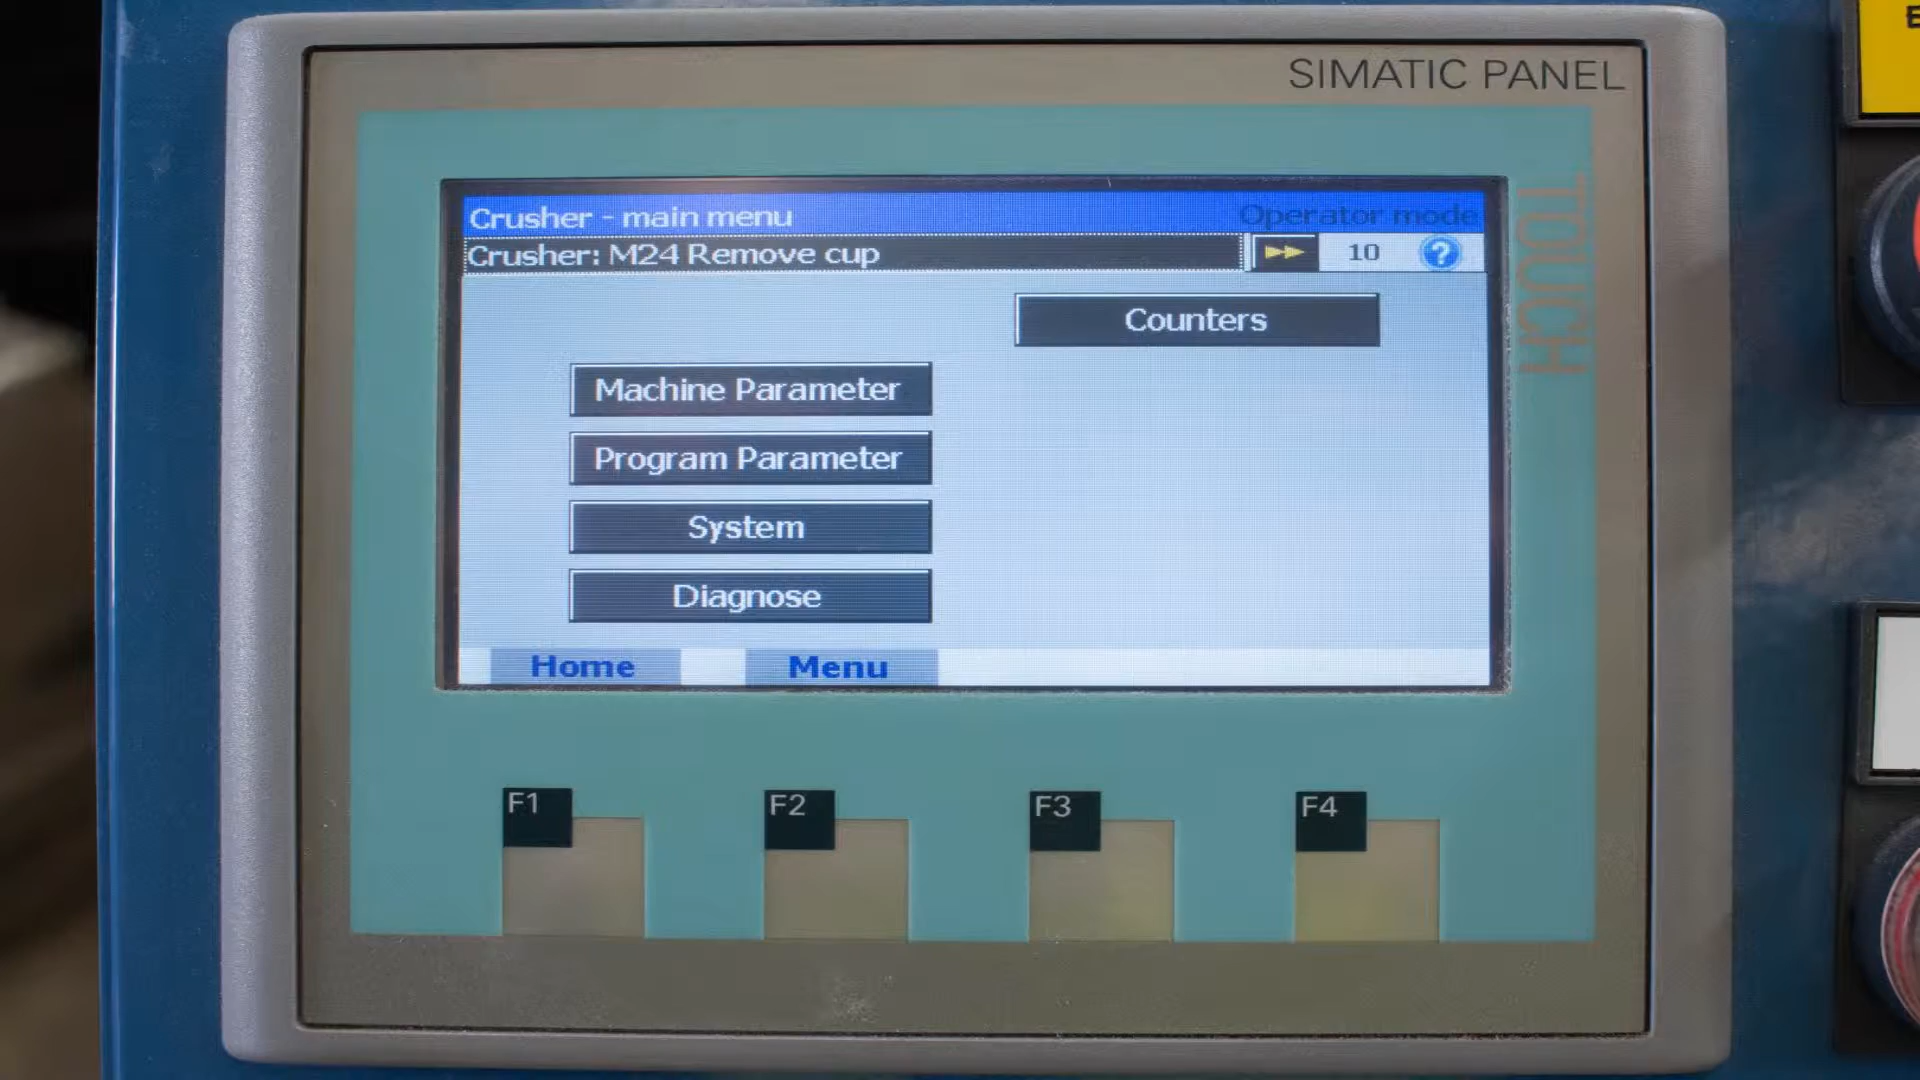 SIMATIC PANEL
TOUCH
Crusher - main menu Operator mode
Crusher: M24 Remove cup 10 ?
Counters
Machine Parameter
Program Parameter
System
Diagnose
Home Menu
F1 F2 F3 F4